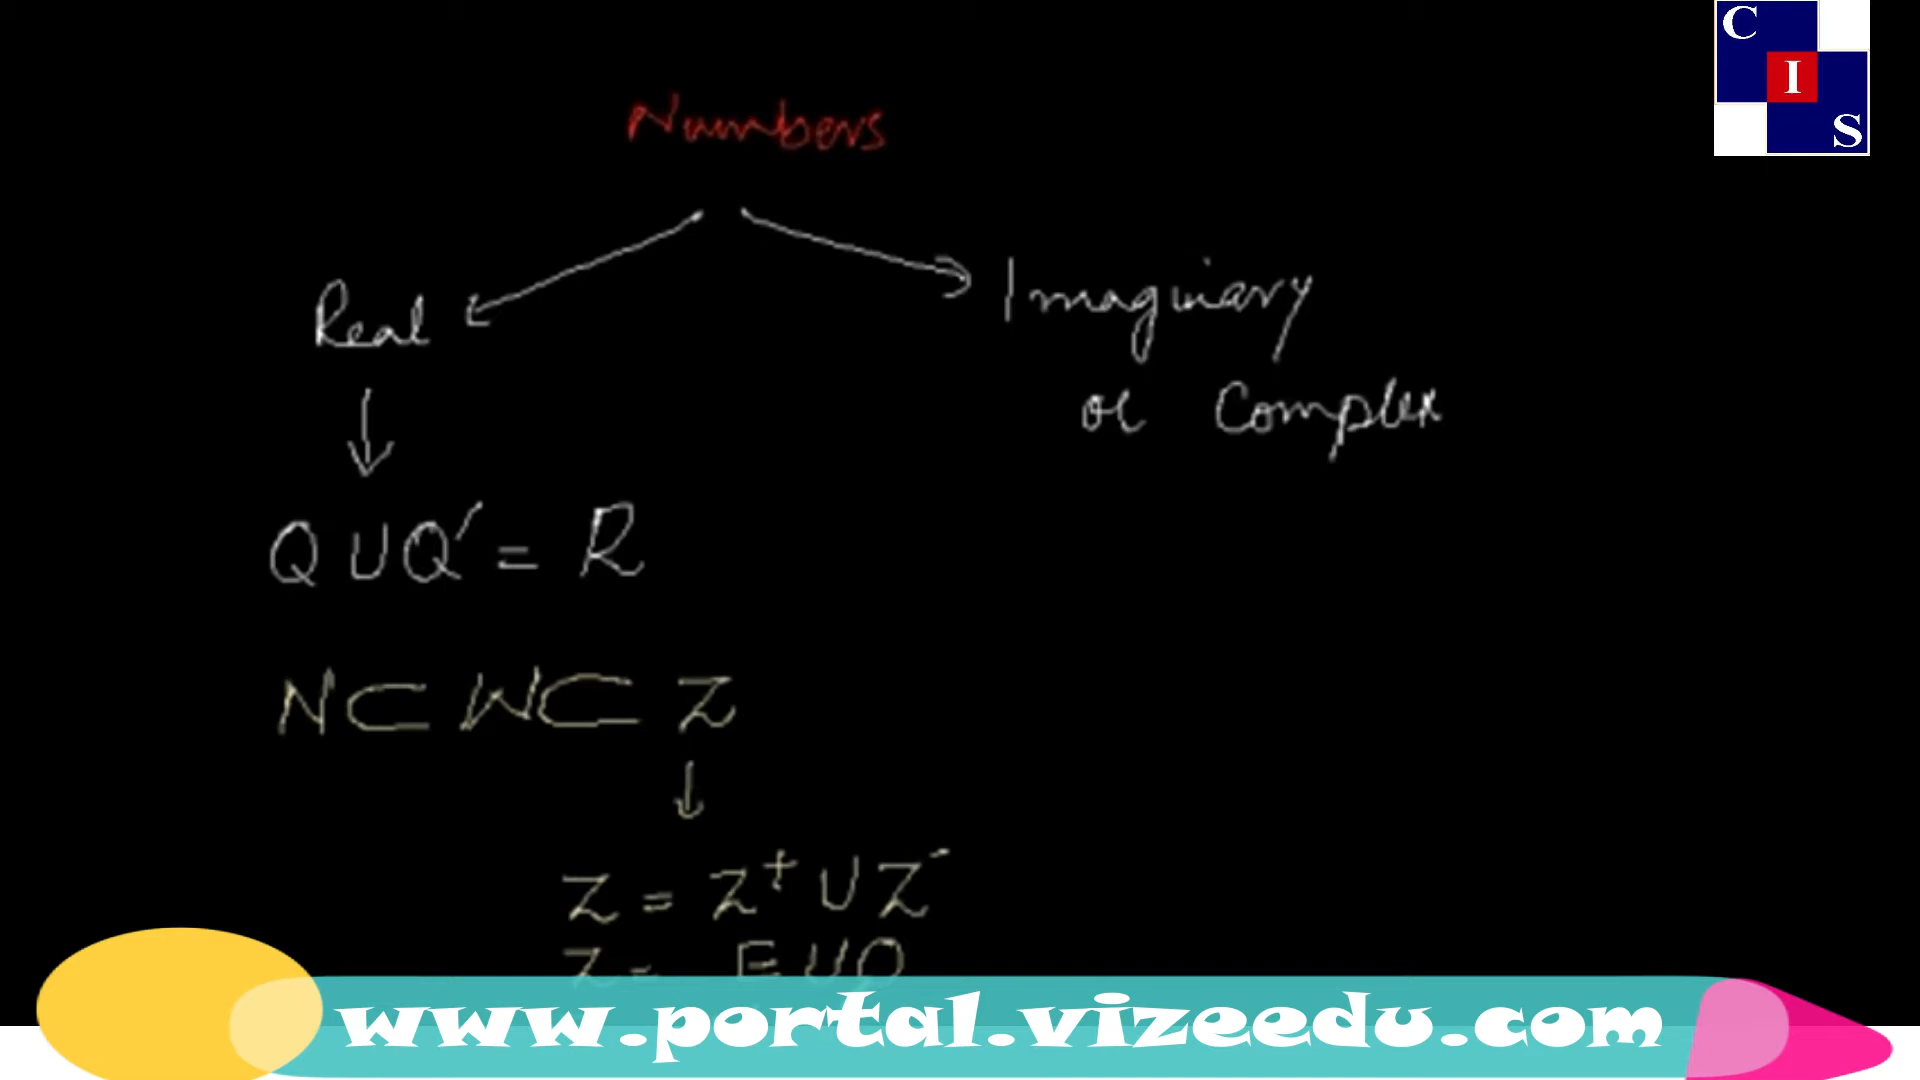 C
I
S
Numbers
Real
Imaginary
or Complex
Q U Q' = R
N ⊂ W ⊂ Z
Z = Z⁺ U Z⁻
Z = E U O
www.portal.vizeedu.com